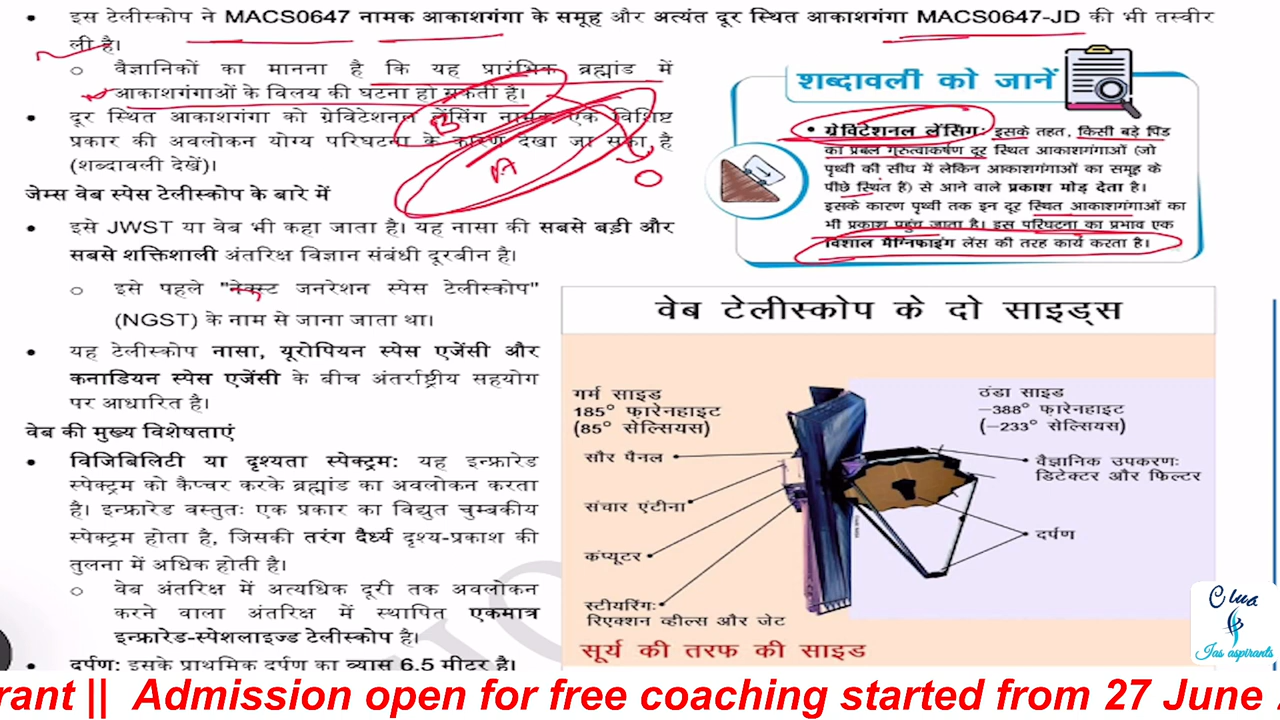 • इस टेलीस्कोप ने MACS0647 नामक आकाशगंगा के समूह और अत्यंत दूर स्थित आकाशगंगा MACS0647-JD की भी तस्वीर
ली है।
○ वैज्ञानिकों का मानना है कि यह प्रारंभिक ब्रह्मांड में
आकाशगंगाओं के विलय की घटना हो सकती है।
• दूर स्थित आकाशगंगा को ग्रेविटेशनल लेंसिंग नामक एक विशिष्ट
प्रकार की अवलोकन योग्य परिघटना के कारण देखा जा सका है
(शब्दावली देखें)।
B
A
जेम्स वेब स्पेस टेलीस्कोप के बारे में
• इसे JWST या वेब भी कहा जाता है। यह नासा की सबसे बड़ी और
सबसे शक्तिशाली अंतरिक्ष विज्ञान संबंधी दूरबीन है।
○ इसे पहले "नेक्स्ट जनरेशन स्पेस टेलीस्कोप"
(NGST) के नाम से जाना जाता था।
• यह टेलीस्कोप नासा, यूरोपियन स्पेस एजेंसी और
कनाडियन स्पेस एजेंसी के बीच अंतर्राष्ट्रीय सहयोग
पर आधारित है।
वेब की मुख्य विशेषताएं
• विजिबिलिटी या दृश्यता स्पेक्ट्रम: यह इन्फ्रारेड
स्पेक्ट्रम को कैप्चर करके ब्रह्मांड का अवलोकन करता
है। इन्फ्रारेड वस्तुतः एक प्रकार का विद्युत चुम्बकीय
स्पेक्ट्रम होता है, जिसकी तरंग दैर्ध्य दृश्य-प्रकाश की
तुलना में अधिक होती है।
○ वेब अंतरिक्ष में अत्यधिक दूरी तक अवलोकन
करने वाला अंतरिक्ष में स्थापित एकमात्र
इन्फ्रारेड-स्पेशलाइज्ड टेलीस्कोप है।
• दर्पण: इसके प्राथमिक दर्पण का व्यास 6.5 मीटर है।
शब्दावली को जानें
• ग्रेविटेशनल लेंसिंग: इसके तहत, किसी बड़े पिंड
का प्रबल गुरुत्वाकर्षण दूर स्थित आकाशगंगाओं (जो
पृथ्वी की सीध में लेकिन आकाशगंगाओं का समूह के
पीछे स्थित हैं) से आने वाले प्रकाश मोड़ देता है।
इसके कारण पृथ्वी तक इन दूर स्थित आकाशगंगाओं का
भी प्रकाश पहुंच जाता है। इस परिघटना का प्रभाव एक
विशाल मैग्निफाइंग लेंस की तरह कार्य करता है।
वेब टेलीस्कोप के दो साइड्स
गर्म साइड
185° फ़ारेनहाइट
(85° सेल्सियस)
सौर पैनल
संचार एंटीना
कंप्यूटर
स्टीयरिंग:
रिएक्शन व्हील्स और जेट
सूर्य की तरफ की साइड
ठंडा साइड
–388° फ़ारेनहाइट
(–233° सेल्सियस)
वैज्ञानिक उपकरण:
डिटेक्टर और फिल्टर
दर्पण
Ias aspirants
rant || Admission open for free coaching started from 27 June